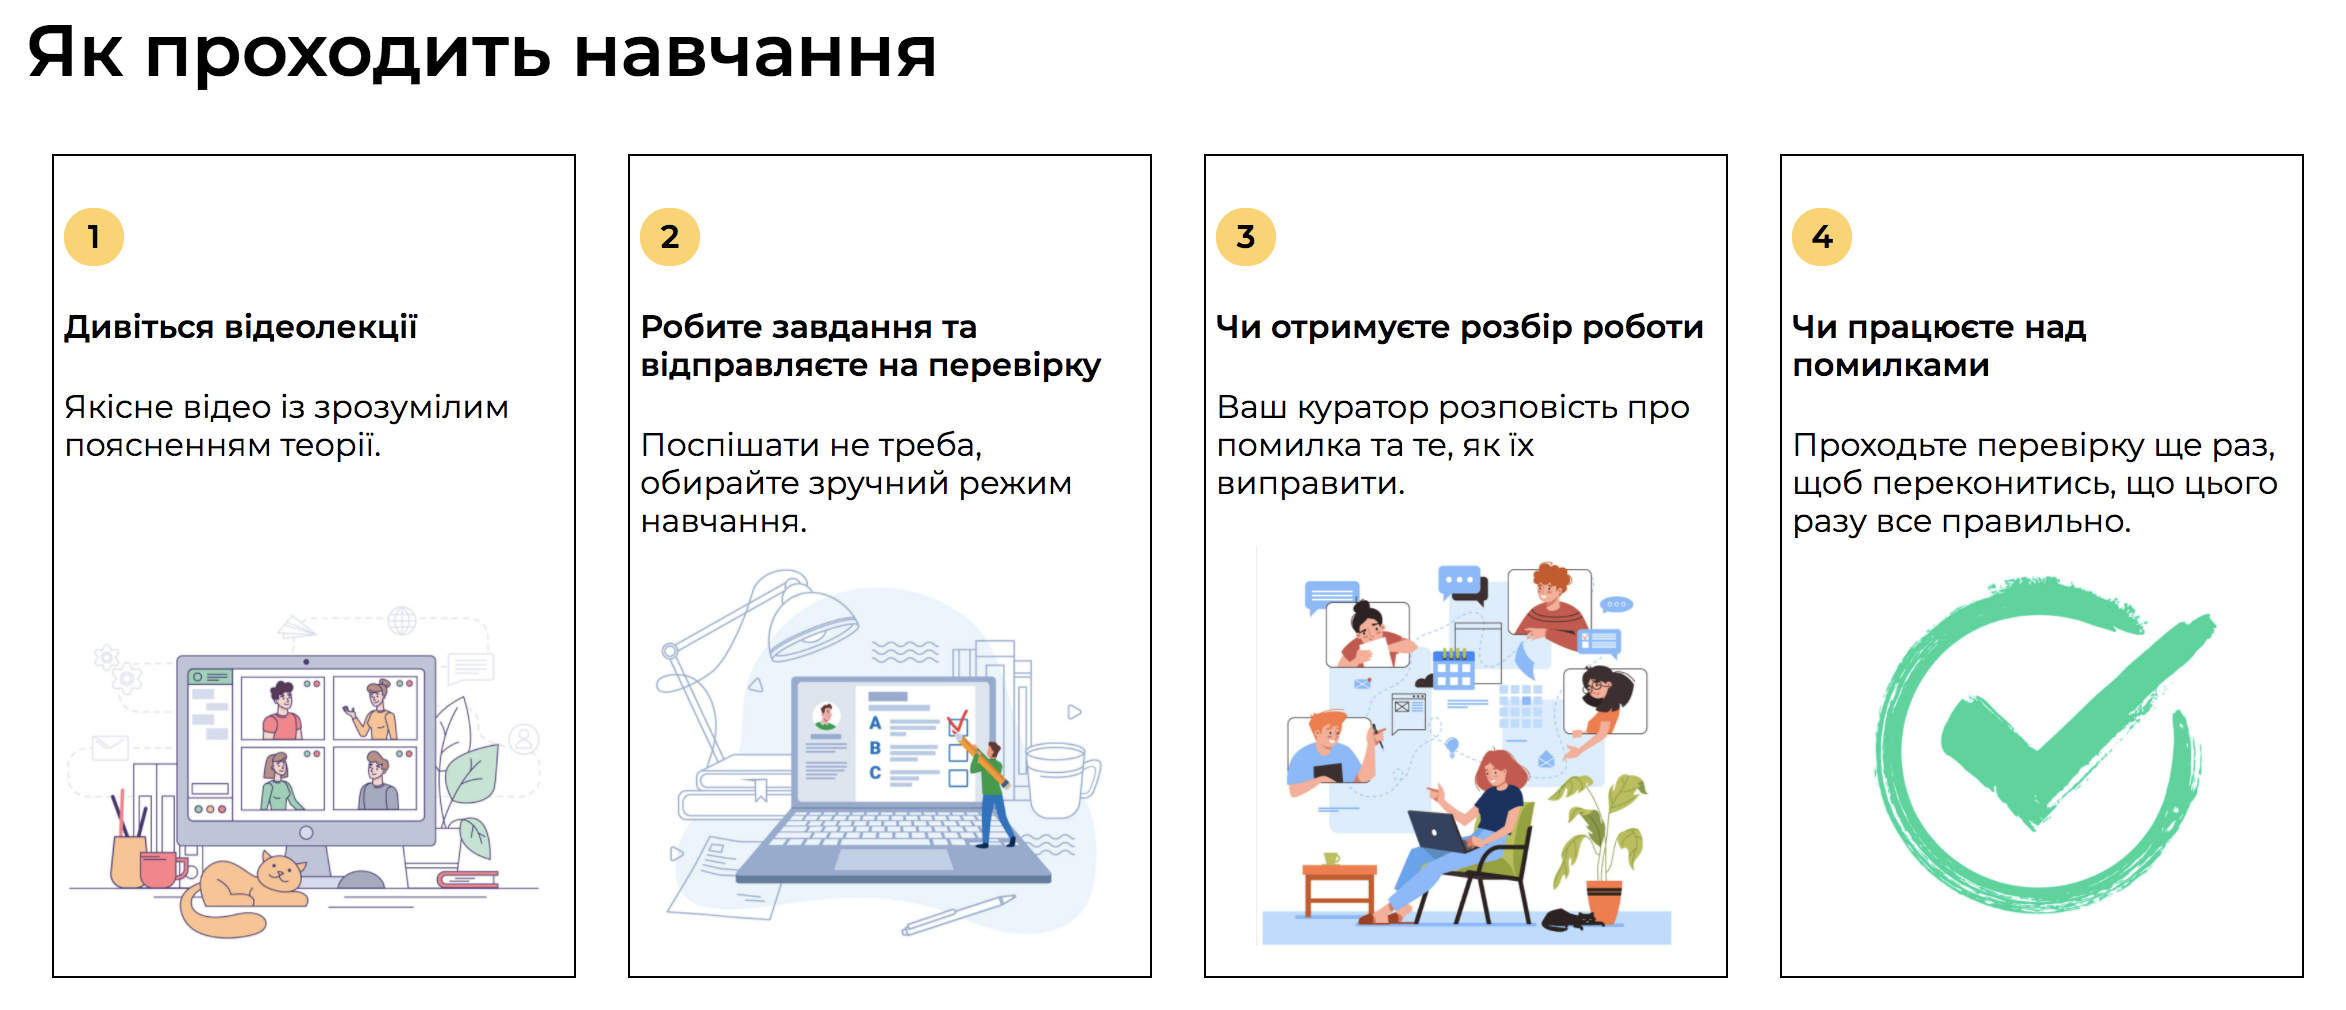 Як проходить навчання
1
Дивіться відеолекції
Якісне відео із зрозумілим
поясненням теорії.
2
Робите завдання та
відправляєте на перевірку
Поспішати не треба,
обирайте зручний режим
навчання.
A
B
C
3
Чи отримуєте розбір роботи
Ваш куратор розповість про
помилка та те, як їх
виправити.
4
Чи працюєте над
помилками
Проходьте перевірку ще раз,
щоб переконитись, що цього
разу все правильно.